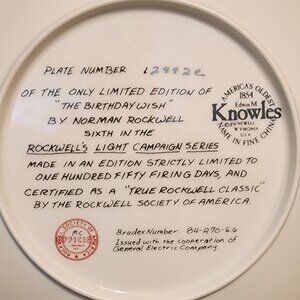 PLATE NUMBER
OF THE ONLY LIMITED EDITION OF
"THE BIRTHDAY WISH"
BY NORMAN ROCKWELL
SIXTH IN THE
ROCKWELL'S LIGHT CAMPAIGN SERIES
MADE IN AN EDITION STRICTLY LIMITED TO
ONE HUNDRED FIFTY FIRING DAYS, AND
CERTIFIED AS A "TRUE ROCKWELL CLASSIC"
BY THE ROCKWELL SOCIETY OF AMERICA.
AMERICA'S OLDEST
1854
Edwin M.
Knowles
NEWELL
W. VIRGINIA
U.S.A.
NAME IN FINE CHINA
Bradex Number 84-R70-6.6
Issued with the cooperation of
General Electric Company